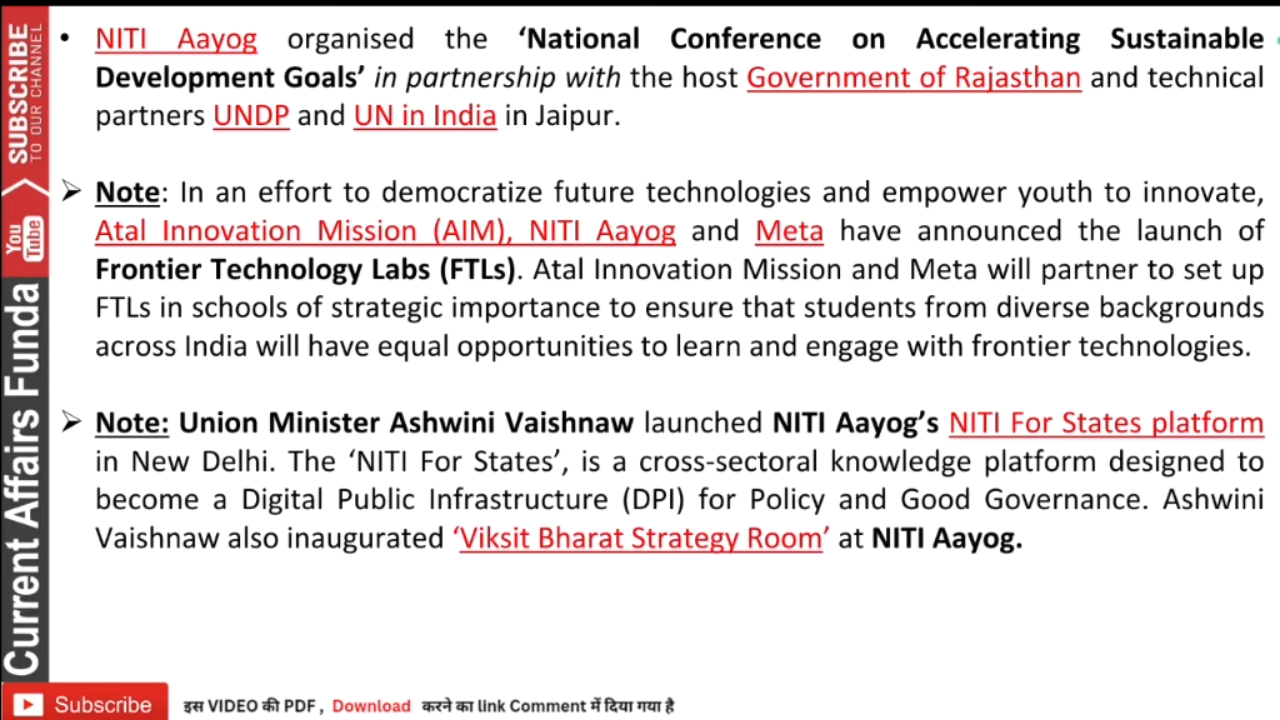 • NITI Aayog organised the ‘National Conference on Accelerating Sustainable
Development Goals’ in partnership with the host Government of Rajasthan and technical
partners UNDP and UN in India in Jaipur.
➢ Note: In an effort to democratize future technologies and empower youth to innovate,
Atal Innovation Mission (AIM), NITI Aayog and Meta have announced the launch of
Frontier Technology Labs (FTLs). Atal Innovation Mission and Meta will partner to set up
FTLs in schools of strategic importance to ensure that students from diverse backgrounds
across India will have equal opportunities to learn and engage with frontier technologies.
➢ Note: Union Minister Ashwini Vaishnaw launched NITI Aayog’s NITI For States platform
in New Delhi. The ‘NITI For States’, is a cross-sectoral knowledge platform designed to
become a Digital Public Infrastructure (DPI) for Policy and Good Governance. Ashwini
Vaishnaw also inaugurated ‘Viksit Bharat Strategy Room’ at NITI Aayog.
SUBSCRIBE
TO OUR CHANNEL
You
Tube
Current Affairs Funda
Subscribe
इस VIDEO की PDF , Download करने का link Comment में दिया गया है